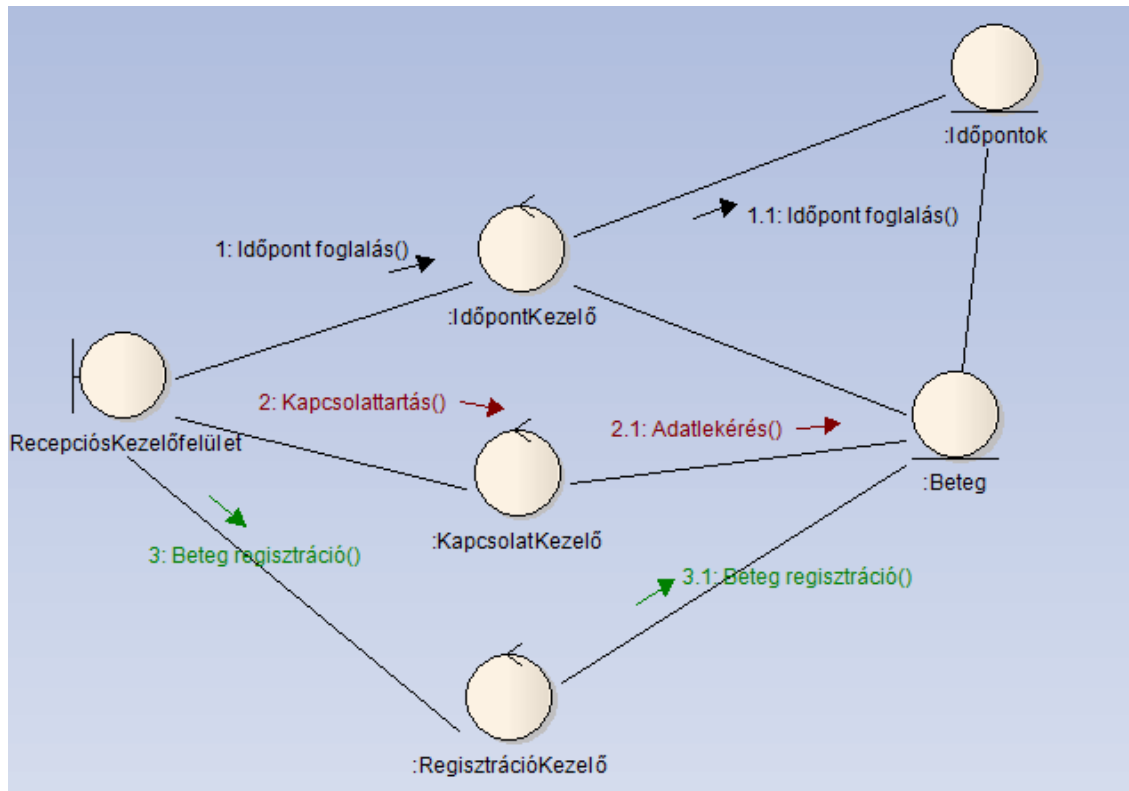 :Időpontok
1.1: Időpont foglalás()
1: Időpont foglalás()
:IdőpontKezelő
2: Kapcsolattartás()
2.1: Adatlekérés()
RecepciósKezelőfelület
:Beteg
:KapcsolatKezelő
3: Beteg regisztráció()
3.1: Beteg regisztráció()
:RegisztrációKezelő